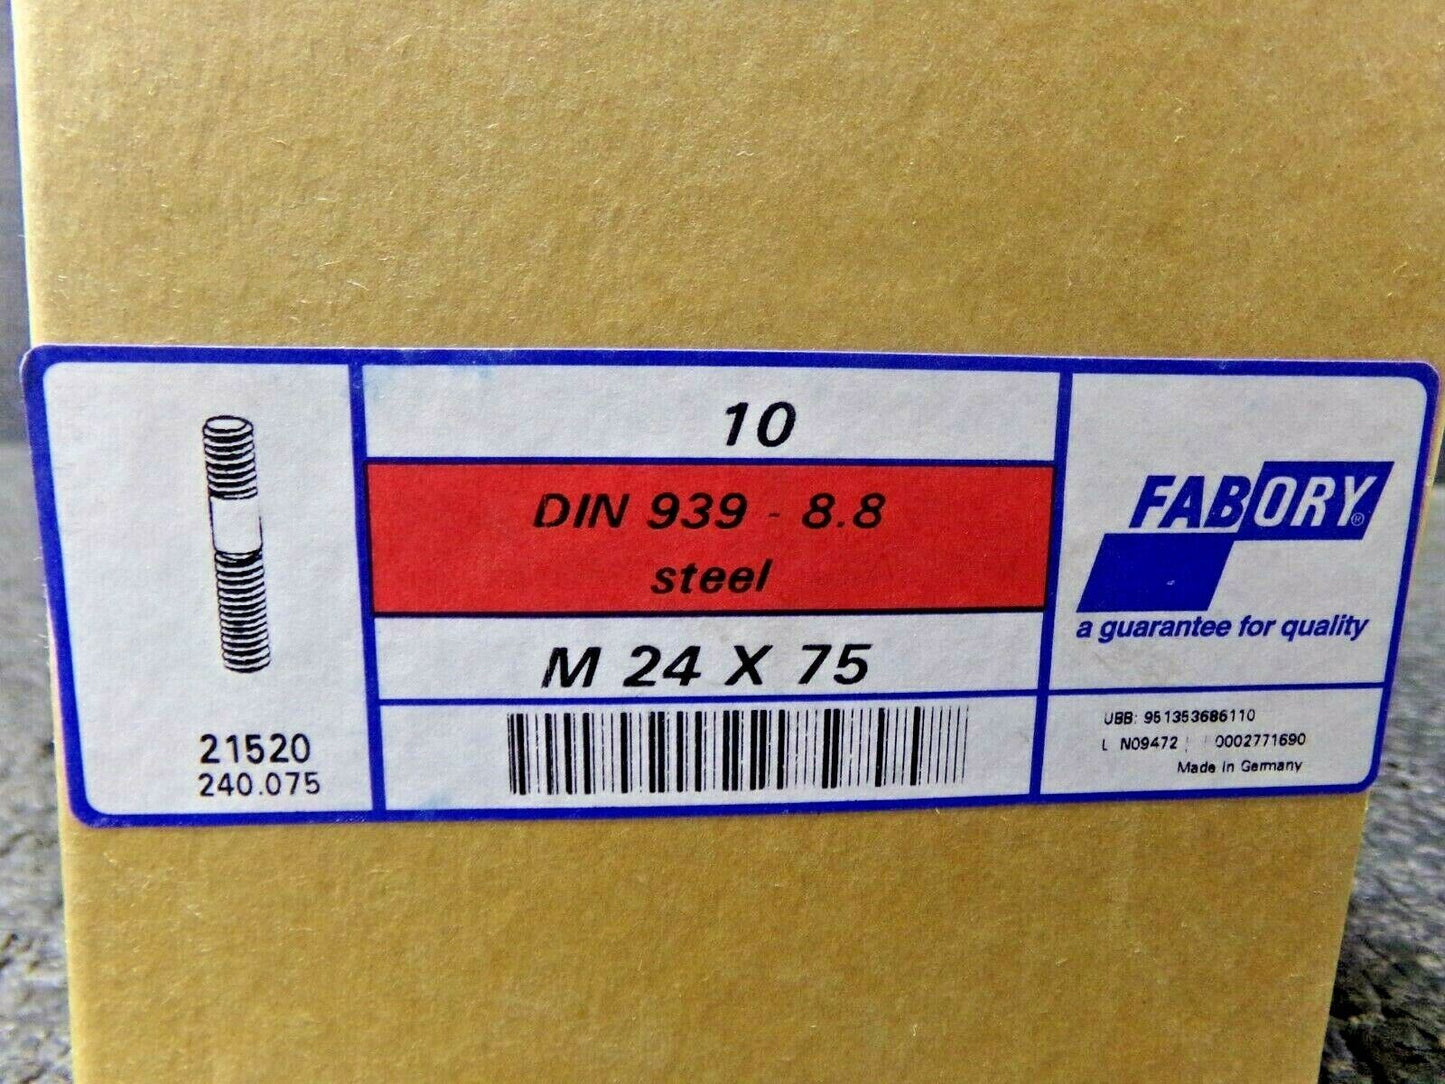 10
DIN 939 - 8.8
steel
M 24 X 75
21520
240.075
FABORY®
a guarantee for quality
UBB: 951353686110
L N09472 0002771690
Made in Germany